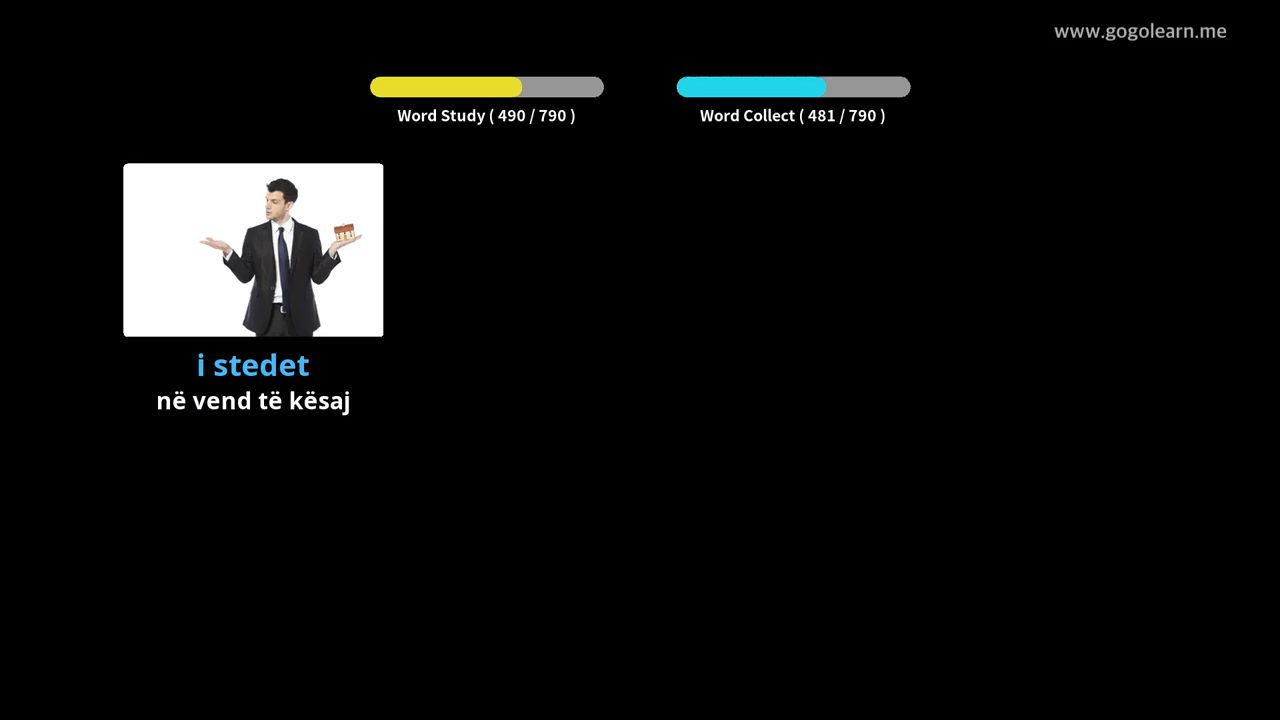 www.gogolearn.me
Word Study ( 490 / 790 )
Word Collect ( 481 / 790 )
i stedet
në vend të kësaj